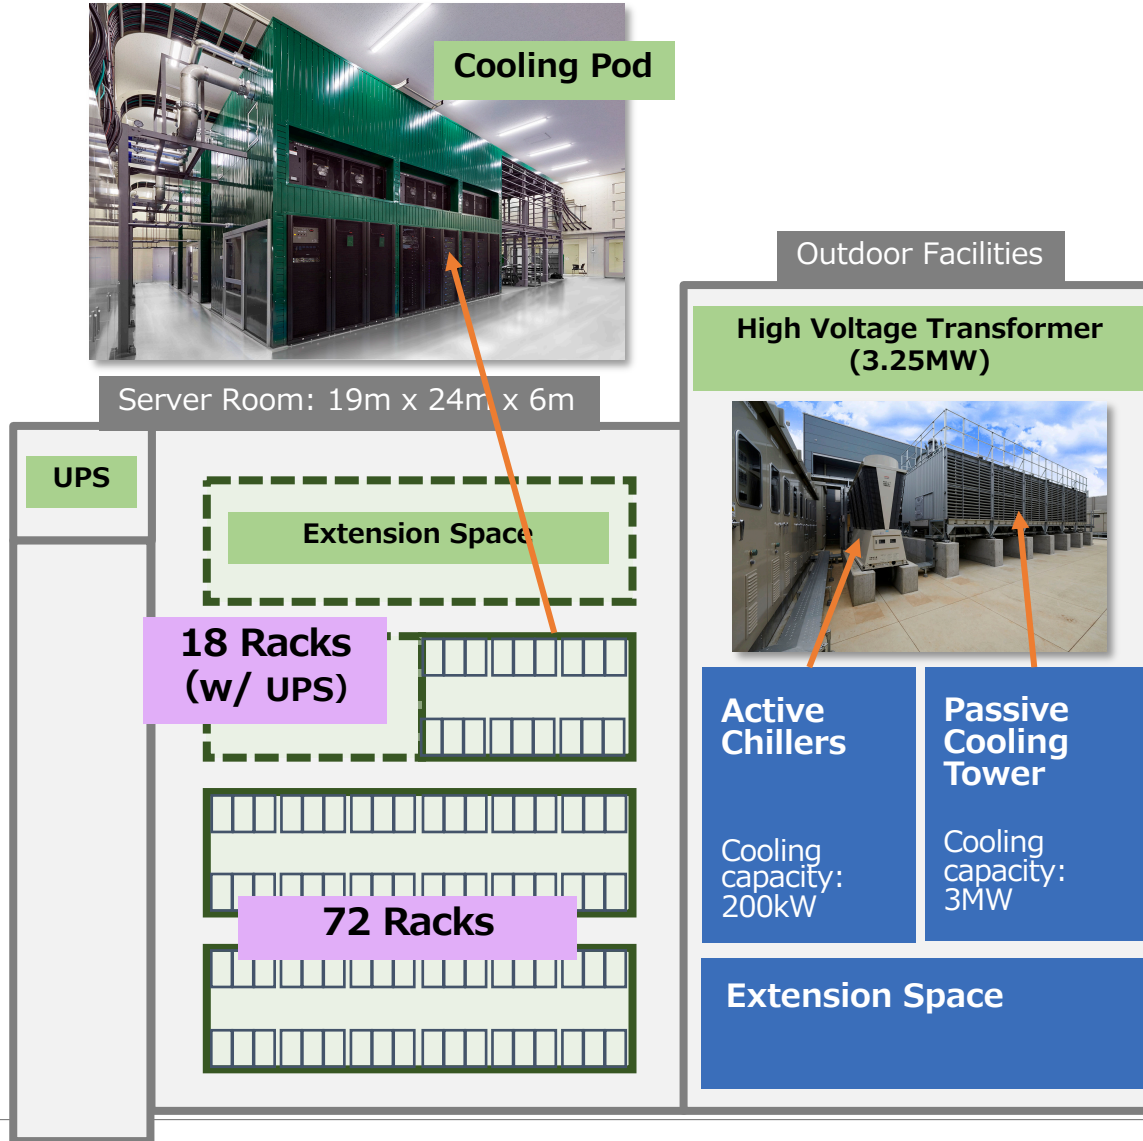 Cooling Pod
Outdoor Facilities
High Voltage Transformer
(3.25MW)
Server Room: 19m x 24m x 6m
UPS
Extension Space
18 Racks
(w/ UPS)
72 Racks
Active
Chillers
Cooling
capacity:
200kW
Passive
Cooling
Tower
Cooling
capacity:
3MW
Extension Space